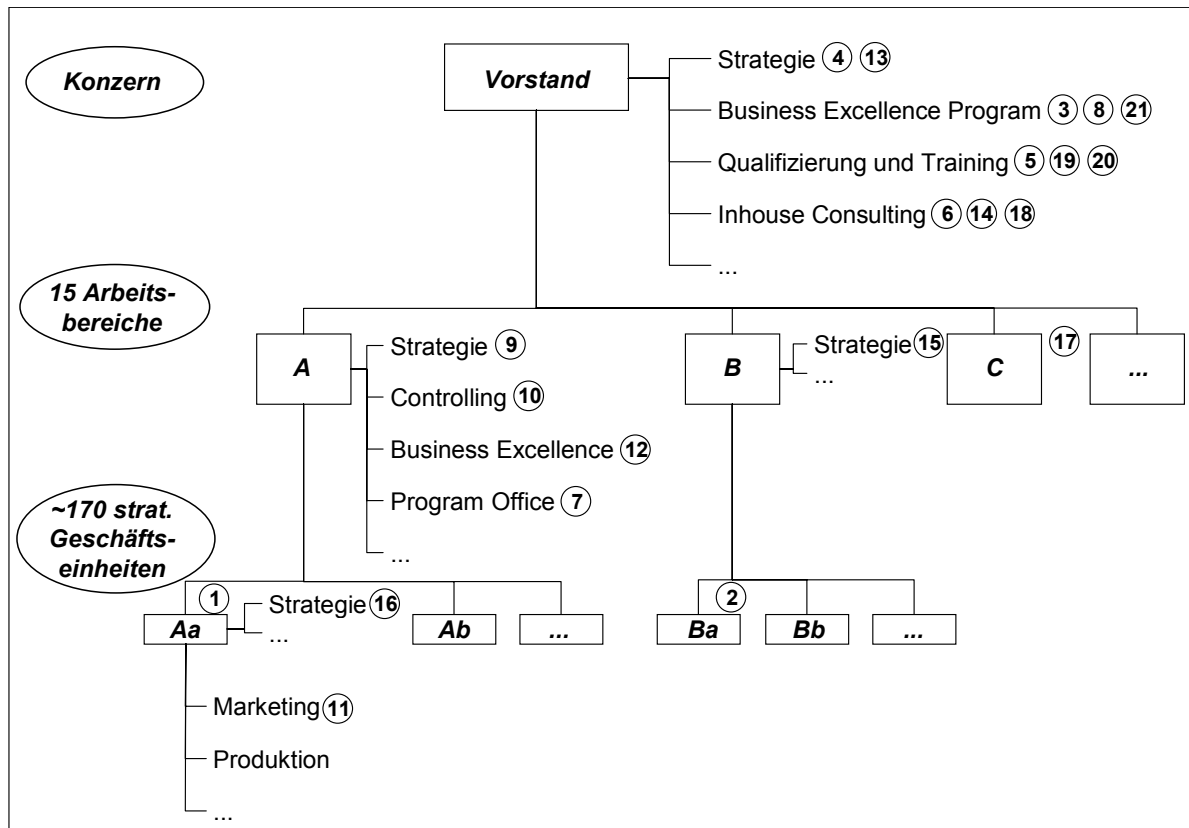 Konzern
Vorstand
Strategie 4 13
Business Excellence Program 3 8 21
Qualifizierung und Training 5 19 20
Inhouse Consulting 6 14 18
...
15 Arbeits-
bereiche
A
Strategie 9
Controlling 10
Business Excellence 12
Program Office 7
...
B
Strategie 15
...
C
17
...
~170 strat.
Geschäfts-
einheiten
1
Aa
Strategie 16
...
Ab
...
2
Ba
Bb
...
Marketing 11
Produktion
...